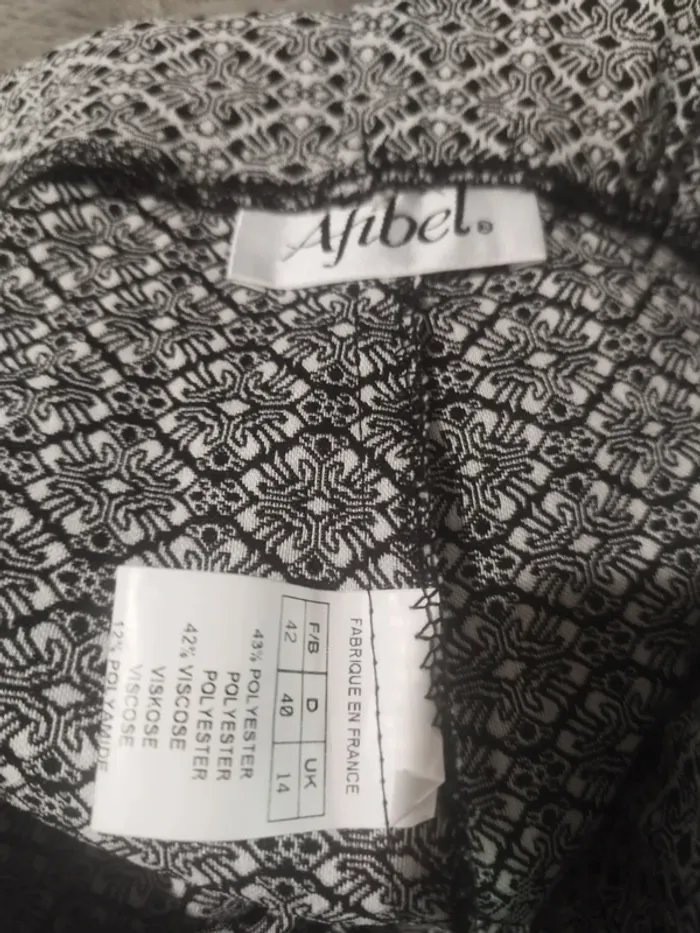 Afibel®
FABRIQUE EN FRANCE
F/B D UK
42 40 14
43% POLYESTER
POLYESTER
POLYESTER
42% VISCOSE
VISKOSE
VISCOSE
12% POLYAMIDE